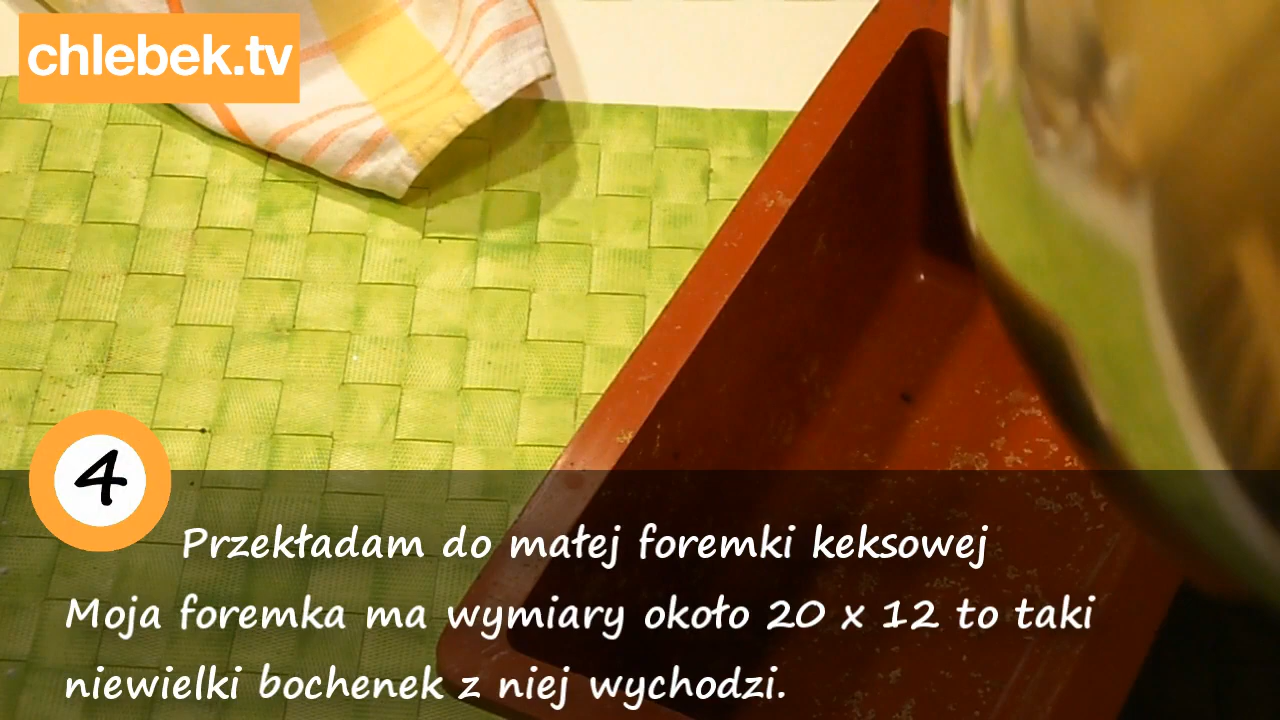 chlebek.tv
4
Przekładam do małej foremki keksowej
Moja foremka ma wymiary około 20 x 12 to taki
niewielki bochenek z niej wychodzi.